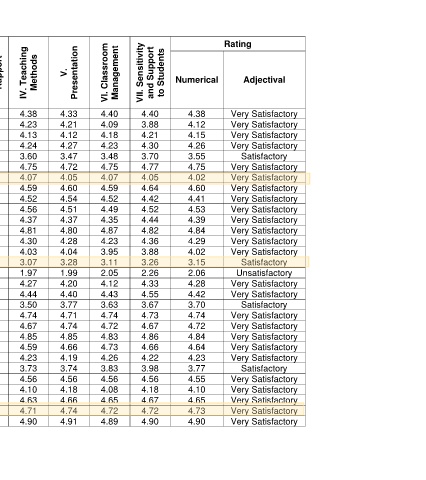 Rapport
IV. Teaching Methods
V. Presentation
VI. Classroom Management
VII. Sensitivity and Support to Students
Rating
Numerical
Adjectival
4.38 4.33 4.40 4.40 4.38 Very Satisfactory
4.23 4.21 4.09 3.88 4.12 Very Satisfactory
4.13 4.12 4.18 4.21 4.15 Very Satisfactory
4.24 4.27 4.23 4.30 4.26 Very Satisfactory
3.60 3.47 3.48 3.70 3.55 Satisfactory
4.75 4.72 4.75 4.77 4.75 Very Satisfactory
4.07 4.05 4.07 4.05 4.02 Very Satisfactory
4.59 4.60 4.59 4.64 4.60 Very Satisfactory
4.52 4.54 4.52 4.42 4.41 Very Satisfactory
4.56 4.51 4.49 4.52 4.53 Very Satisfactory
4.37 4.37 4.35 4.44 4.39 Very Satisfactory
4.81 4.80 4.87 4.82 4.84 Very Satisfactory
4.30 4.28 4.23 4.36 4.29 Very Satisfactory
4.03 4.04 3.95 3.88 4.02 Very Satisfactory
3.07 3.28 3.11 3.26 3.15 Satisfactory
1.97 1.99 2.05 2.26 2.06 Unsatisfactory
4.27 4.20 4.12 4.33 4.28 Very Satisfactory
4.44 4.40 4.43 4.55 4.42 Very Satisfactory
3.50 3.77 3.63 3.67 3.70 Satisfactory
4.74 4.71 4.74 4.73 4.74 Very Satisfactory
4.67 4.74 4.72 4.67 4.72 Very Satisfactory
4.85 4.85 4.83 4.86 4.84 Very Satisfactory
4.59 4.66 4.73 4.66 4.64 Very Satisfactory
4.23 4.19 4.26 4.22 4.23 Very Satisfactory
3.73 3.74 3.83 3.98 3.77 Satisfactory
4.56 4.56 4.56 4.56 4.55 Very Satisfactory
4.10 4.18 4.08 4.18 4.10 Very Satisfactory
4.63 4.66 4.65 4.67 4.65 Very Satisfactory
4.71 4.74 4.72 4.72 4.73 Very Satisfactory
4.90 4.91 4.89 4.90 4.90 Very Satisfactory